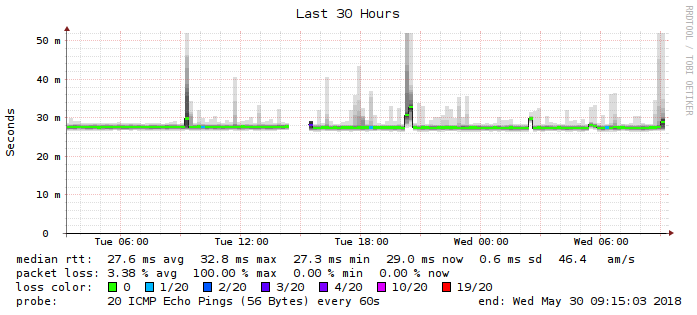 Last 30 Hours
RRDTOOL / TOBI OETIKER
Seconds
50 m
40 m
30 m
20 m
10 m
0
Tue 06:00 Tue 12:00 Tue 18:00 Wed 00:00 Wed 06:00
median rtt: 27.6 ms avg 32.8 ms max 27.3 ms min 29.0 ms now 0.6 ms sd 46.4 am/s
packet loss: 3.38 % avg 100.00 % max 0.00 % min 0.00 % now
loss color: 0 1/20 2/20 3/20 4/20 10/20 19/20
probe: 20 ICMP Echo Pings (56 Bytes) every 60s end: Wed May 30 09:15:03 2018